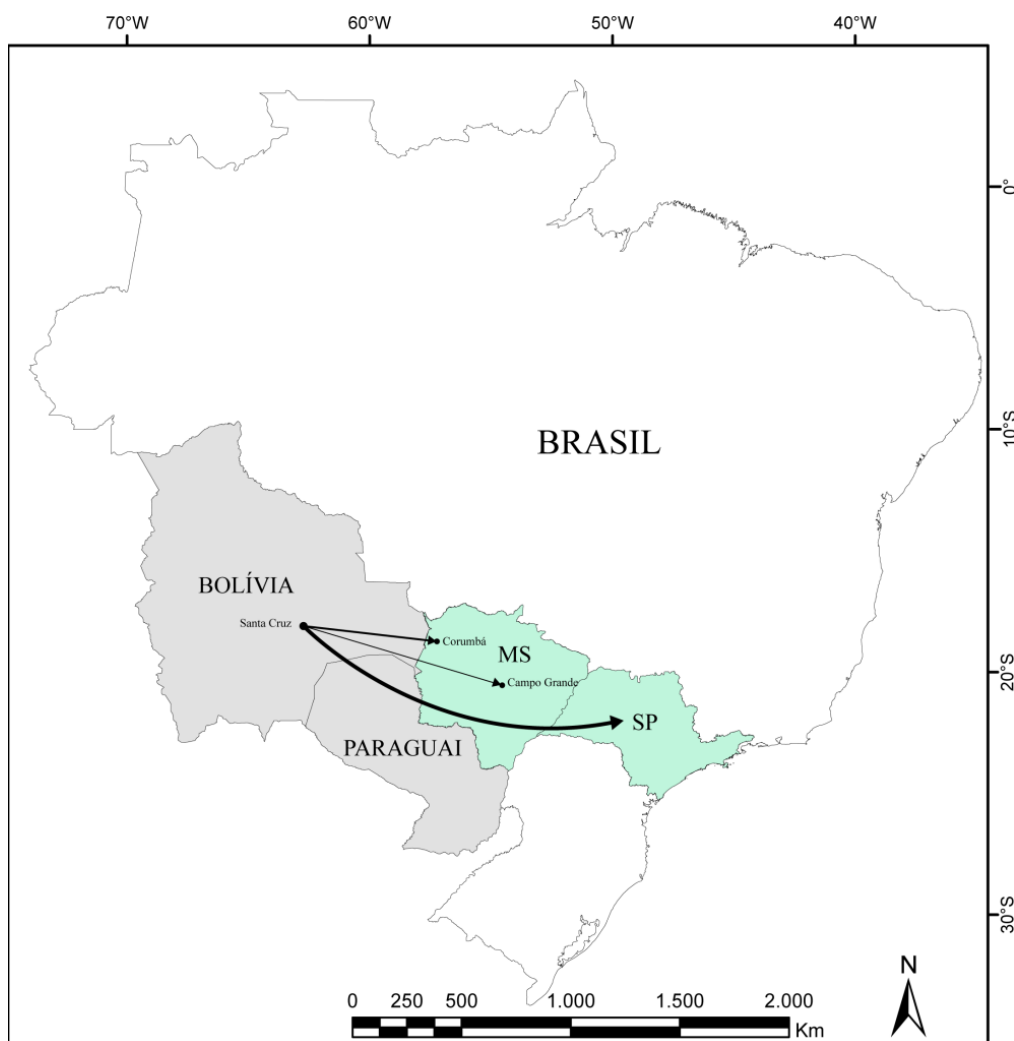 70°W 60°W 50°W 40°W
0°
10°S
BRASIL
BOLÍVIA
Santa Cruz
Corumbá
MS
Campo Grande
20°S
SP
PARAGUAI
30°S
N
0 250 500 1.000 1.500 2.000
Km